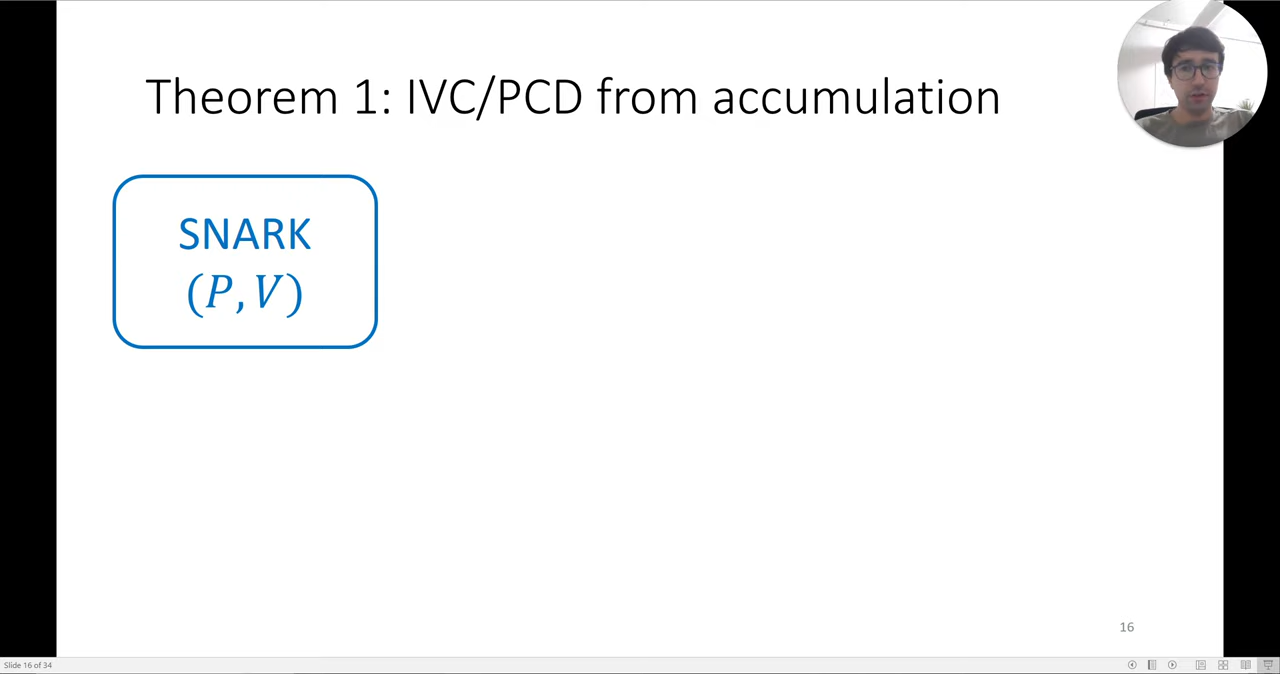 Theorem 1: IVC/PCD from accumulation
SNARK
(P, V)
16
Slide 16 of 34